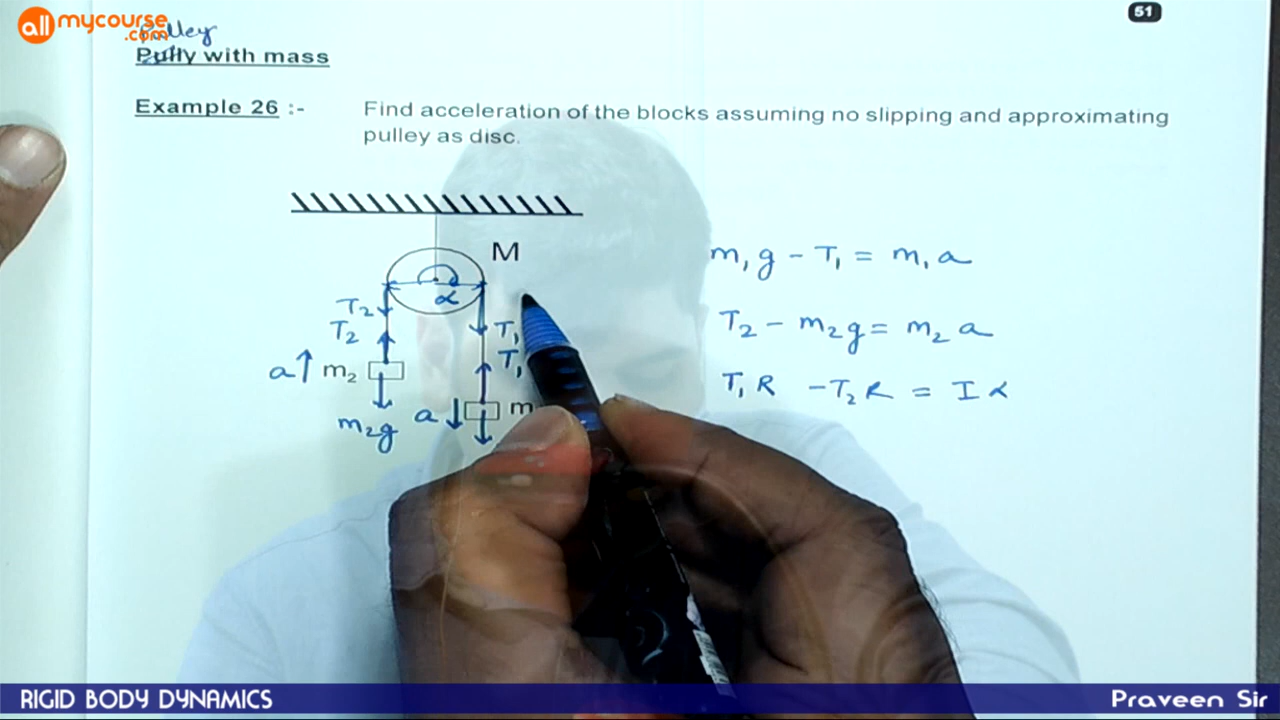 all mycourse .com
51
Pulley
Pully with mass
Example 26 :- Find acceleration of the blocks assuming no slipping and approximating
pulley as disc.
M
α
T₂
T₂
a
m₂
m₂g
T₁
T₁
a
m
m₁g - T₁ = m₁a
T₂ - m₂g = m₂a
T₁R - T₂R = Iα
RIGID BODY DYNAMICS
Praveen Sir